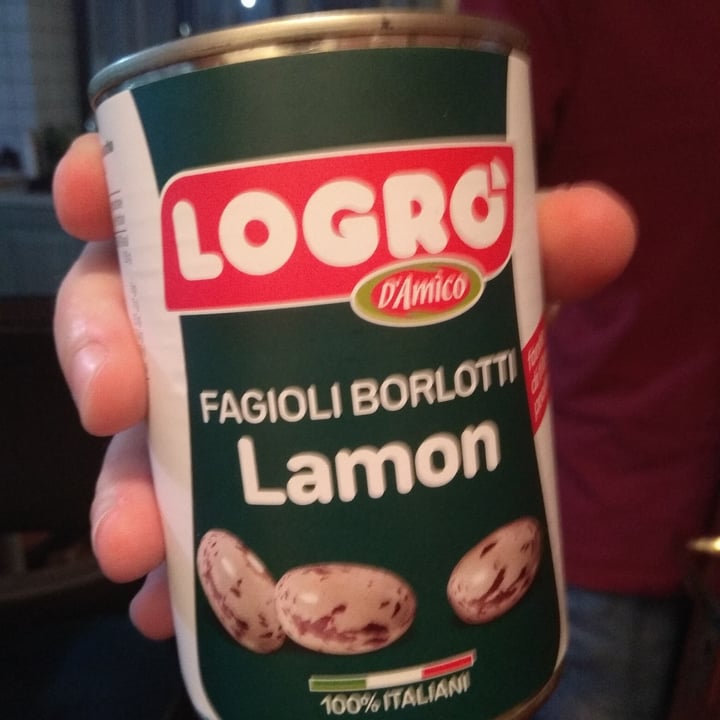 LOGRÒ
D'AMICO
FAGIOLI BORLOTTI
Lamon
100% ITALIANI